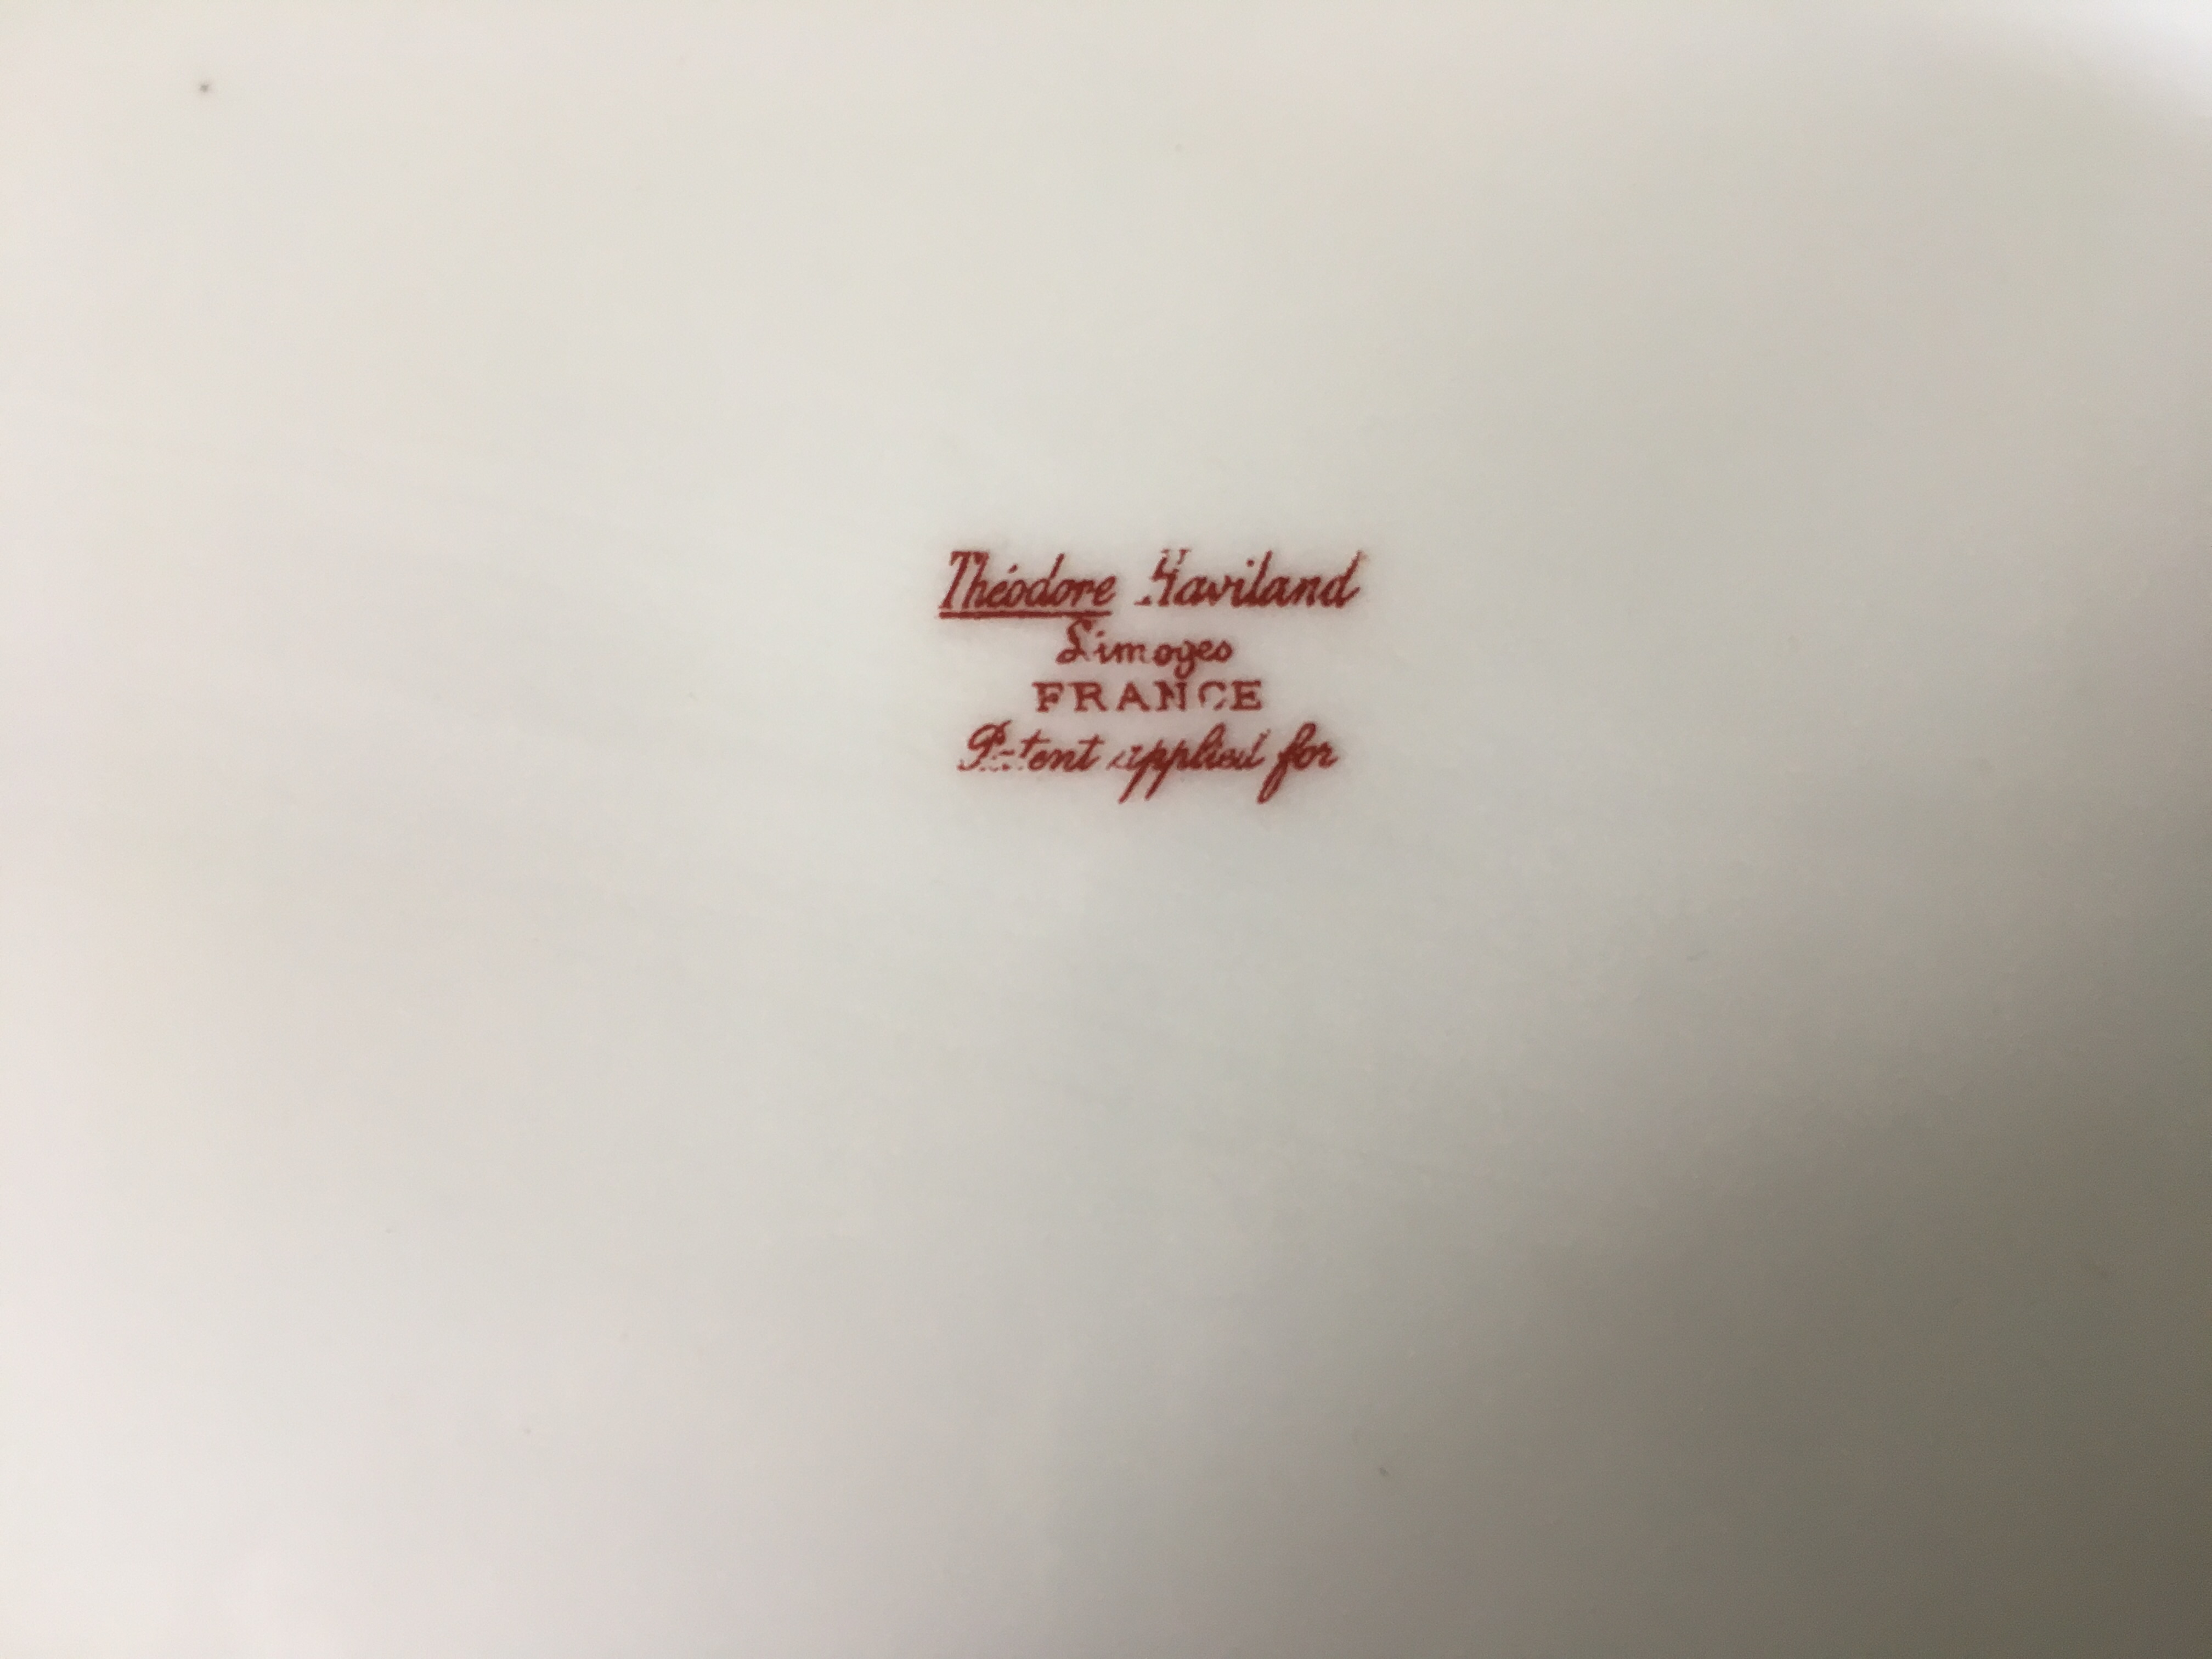 Théodore Haviland
Limoges
FRANCE
Patent applied for